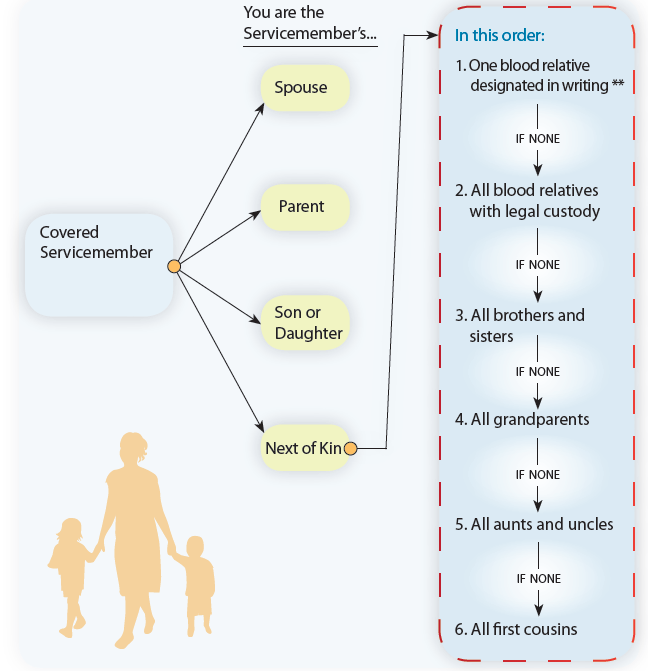 You are the
Servicemember's...
Covered
Servicemember
Spouse
Parent
Son or
Daughter
Next of Kin
In this order:
1. One blood relative
designated in writing **
IF NONE
2. All blood relatives
with legal custody
IF NONE
3. All brothers and
sisters
IF NONE
4. All grandparents
IF NONE
5. All aunts and uncles
IF NONE
6. All first cousins